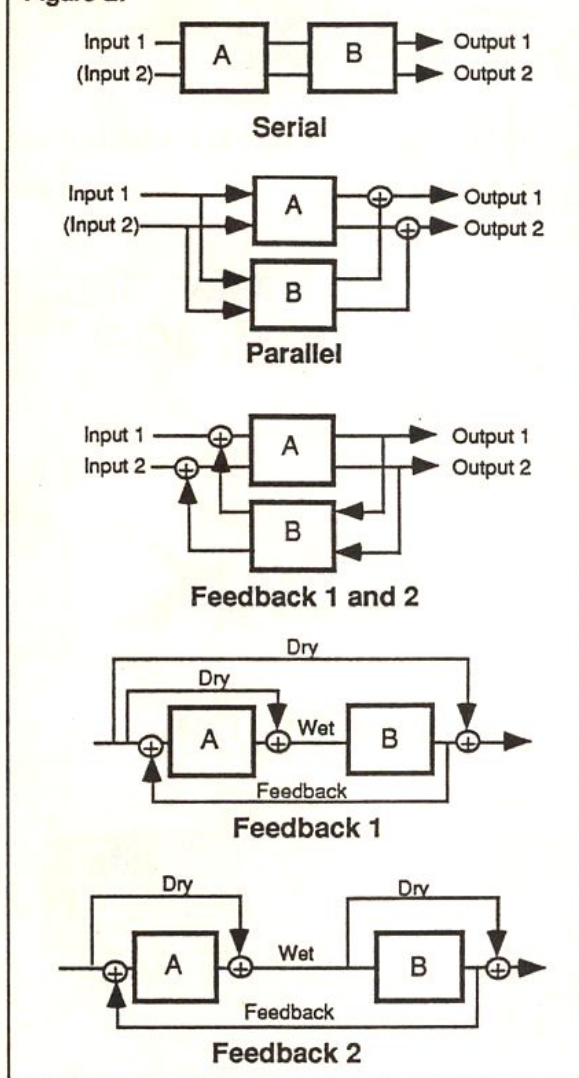 Input 1 A B Output 1
(Input 2) Output 2
Serial
Input 1 A Output 1
(Input 2) Output 2
B
Parallel
Input 1 A Output 1
Input 2 Output 2
B
Feedback 1 and 2
Dry
Dry
A Wet B
Feedback
Feedback 1
Dry Dry
A Wet B
Feedback
Feedback 2